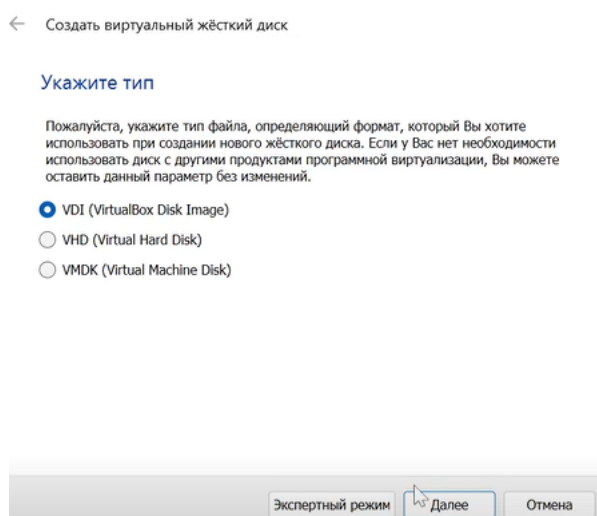 Создать виртуальный жёсткий диск
Укажите тип
Пожалуйста, укажите тип файла, определяющий формат, который Вы хотите
использовать при создании нового жёсткого диска. Если у Вас нет необходимости
использовать диск с другими продуктами программной виртуализации, Вы можете
оставить данный параметр без изменений.
VDI (VirtualBox Disk Image)
VHD (Virtual Hard Disk)
VMDK (Virtual Machine Disk)
Экспертный режим Далее Отмена